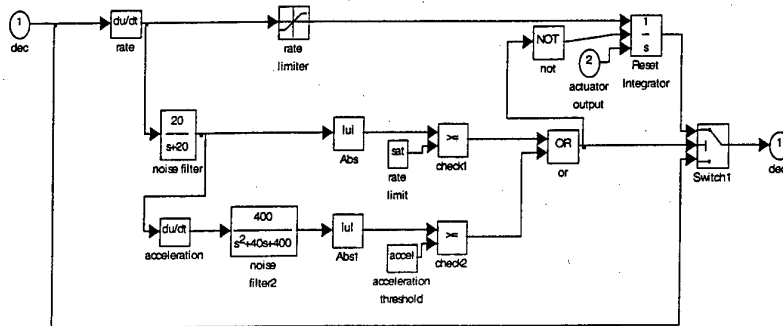 1
dec
du/dt
rate
rate
limiter
NOT
not
2
actuator
output
1
s
Reset
Integrator
20
s+20
noise filter
|u|
Abs
sat
rate
limit
>=
check1
OR
or
Switch1
1
dec
du/dt
acceleration
400
s²+40s+400
noise
filter2
|u|
Abs1
accel
acceleration
threshold
>=
check2